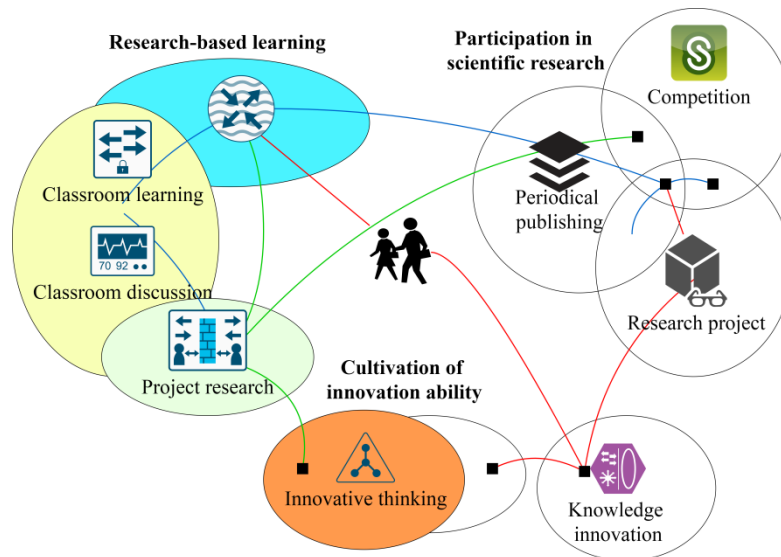 Research-based learning
Participation in
scientific research
Competition
Classroom learning
Periodical
publishing
70 92
Classroom discussion
Research project
Project research
Cultivation of
innovation ability
Innovative thinking
Knowledge
innovation